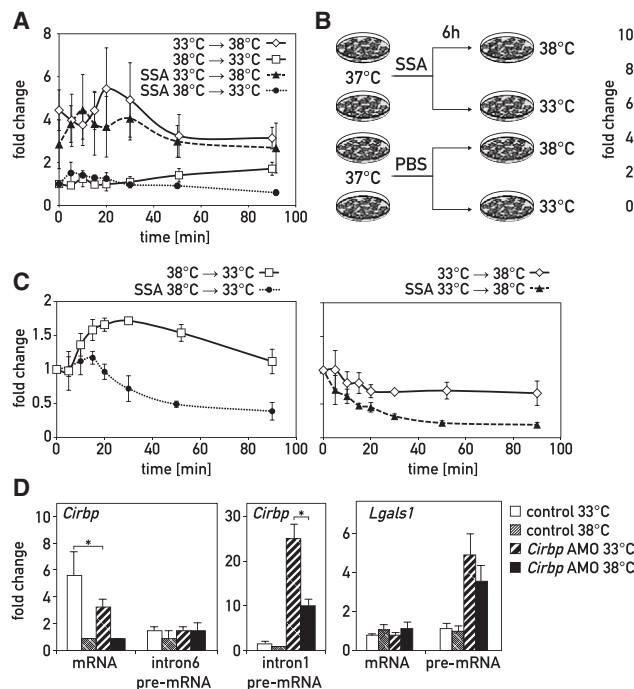 A
8
6
4
2
0
fold change
33°C → 38°C
38°C → 33°C
SSA 33°C → 38°C
SSA 38°C → 33°C
0 20 40 60 80 100
time [min]
B
6h
37°C
SSA
38°C
33°C
37°C
PBS
38°C
33°C
fold change
10
8
6
4
2
0
C
38°C → 33°C
SSA 38°C → 33°C
2
1.5
1
0.5
0
fold change
0 20 40 60 80 100
time [min]
33°C → 38°C
SSA 33°C → 38°C
fold change
0 20 40 60 80 100
time [min]
D
fold change
10
8
6
4
2
0
Cirbp
*
mRNA
intron6
pre-mRNA
30
20
10
0
Cirbp
*
intron1
pre-mRNA
6
4
2
0
Lgals1
mRNA
pre-mRNA
control 33°C
control 38°C
Cirbp AMO 33°C
Cirbp AMO 38°C